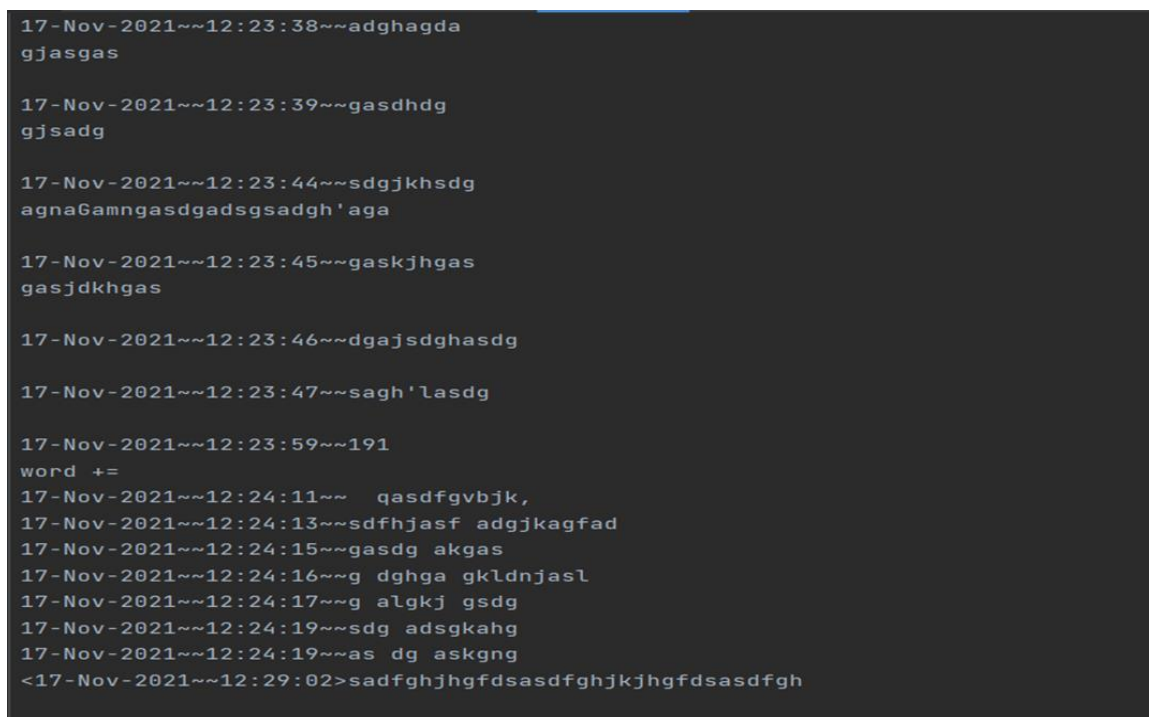 17-Nov-2021~~12:23:38~~adghagda
gjasgas
17-Nov-2021~~12:23:39~~gasdhdg
gjsadg
17-Nov-2021~~12:23:44~~sdgjkhsdg
agnaGamngasdgadsgsadgh'aga
17-Nov-2021~~12:23:45~~gaskjhgas
gasjdkhgas
17-Nov-2021~~12:23:46~~dgajsdghasdg
17-Nov-2021~~12:23:47~~sagh'lasdg
17-Nov-2021~~12:23:59~~191
word +=
17-Nov-2021~~12:24:11~~  qasdfgvbjk,
17-Nov-2021~~12:24:13~~sdfhjasf adgjkagfad
17-Nov-2021~~12:24:15~~gasdg akgas
17-Nov-2021~~12:24:16~~g dghga gkldnjasl
17-Nov-2021~~12:24:17~~g algkj gsdg
17-Nov-2021~~12:24:19~~sdg adsgkahg
17-Nov-2021~~12:24:19~~as dg askgng
<17-Nov-2021~~12:29:02>sadfghjhgfdsasdfghjkjhgfdsasdfgh